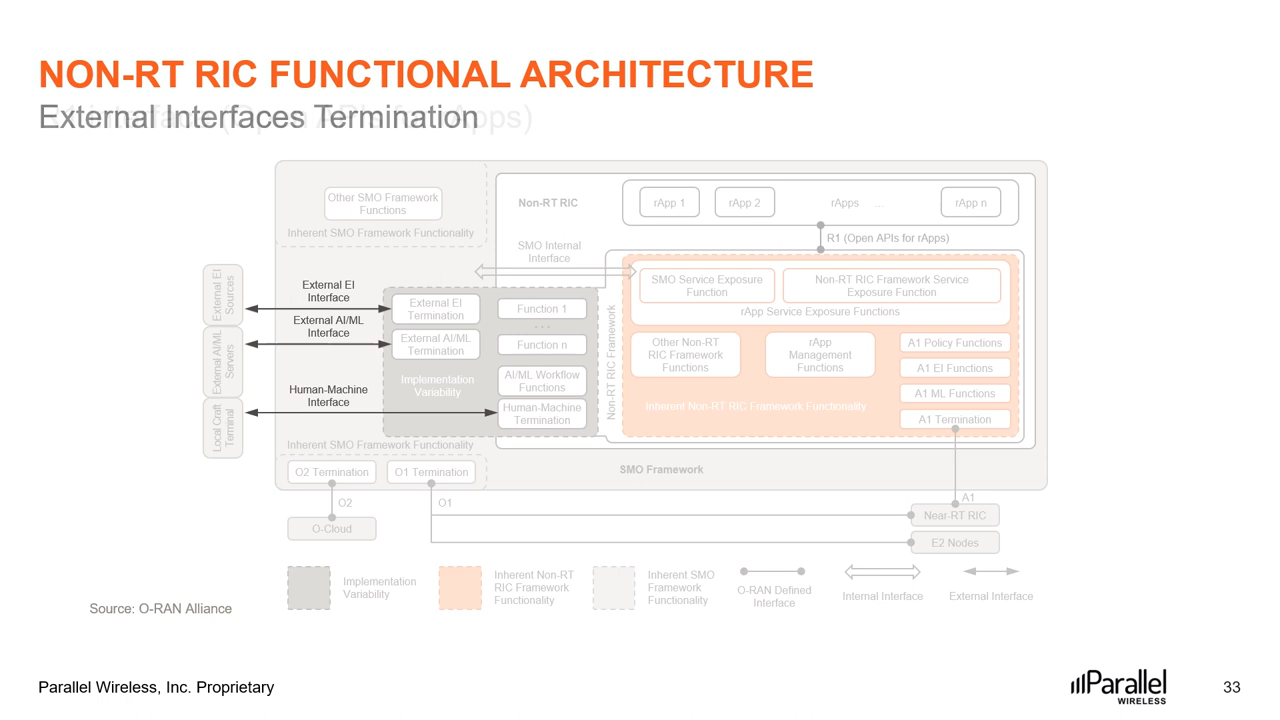 NON-RT RIC FUNCTIONAL ARCHITECTURE
External Interfaces Termination
Other SMO Framework
Functions
Inherent SMO Framework Functionality
Non-RT RIC
rApp 1
rApp 2
rApps ...
rApp n
R1 (Open APIs for rApps)
SMO Internal
Interface
External EI
Sources
External AI/ML
Servers
Local Craft
Terminal
External EI
Interface
External AI/ML
Interface
Human-Machine
Interface
External EI
Termination
External AI/ML
Termination
Implementation
Variability
Function 1
...
Function n
AI/ML Workflow
Functions
Human-Machine
Termination
Non-RT RIC Framework
SMO Service Exposure
Function
Non-RT RIC Framework Service
Exposure Function
rApp Service Exposure Functions
Other Non-RT
RIC Framework
Functions
rApp
Management
Functions
A1 Policy Functions
A1 EI Functions
A1 ML Functions
A1 Termination
Inherent Non-RT RIC Framework Functionality
Inherent SMO Framework Functionality
O2 Termination
O1 Termination
SMO Framework
O2
O1
A1
O-Cloud
Near-RT RIC
E2 Nodes
Implementation
Variability
Inherent Non-RT
RIC Framework
Functionality
Inherent SMO
Framework
Functionality
O-RAN Defined
Interface
Internal Interface
External Interface
Source: O-RAN Alliance
Parallel Wireless, Inc. Proprietary
Parallel
WIRELESS
33